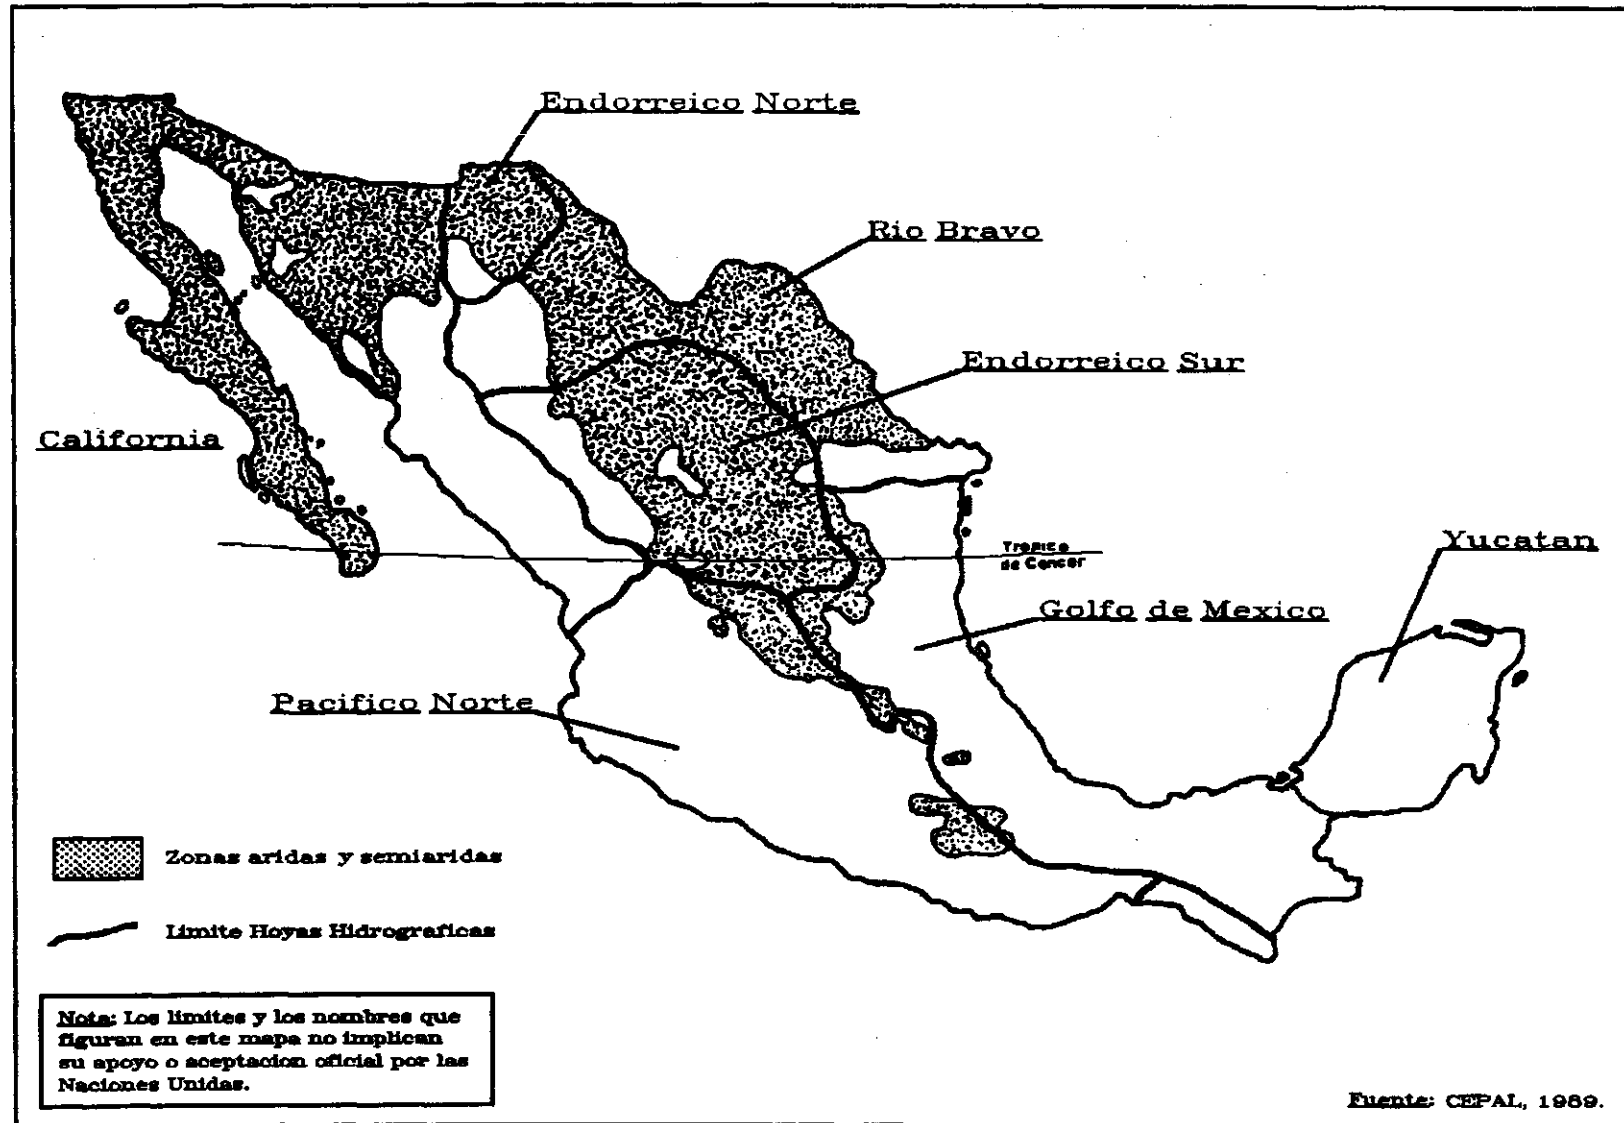 Endorreico Norte
Rio Bravo
Endorreico Sur
California
Tropico
de Cancer
Yucatan
Golfo de Mexico
Pacifico Norte
Zonas aridas y semiaridas
Limite Hoyas Hidrograficas
Nota: Los limites y los nombres que
figuran en este mapa no implican
su apoyo o aceptacion oficial por las
Naciones Unidas.
Fuente: CEPAL, 1989.